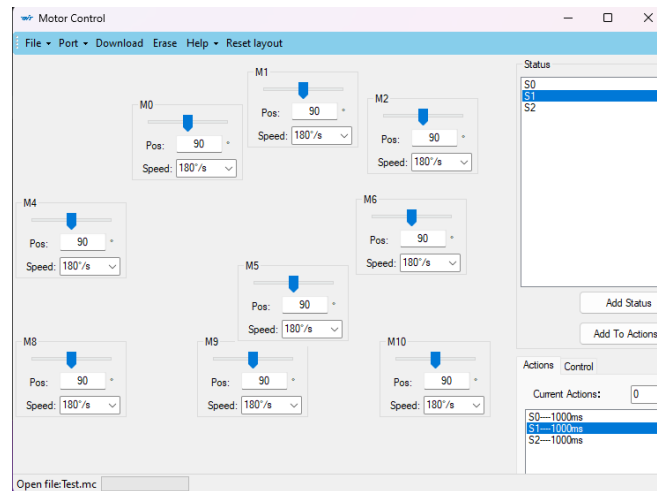 Motor Control
File Port Download Erase Help Reset layout
M0
Pos: 90 °
Speed: 180°/s
M1
Pos: 90 °
Speed: 180°/s
M2
Pos: 90 °
Speed: 180°/s
M4
Pos: 90 °
Speed: 180°/s
M6
Pos: 90 °
Speed: 180°/s
M5
Pos: 90 °
Speed: 180°/s
M8
Pos: 90 °
Speed: 180°/s
M9
Pos: 90 °
Speed: 180°/s
M10
Pos: 90 °
Speed: 180°/s
Status
S0
S1
S2
Add Status
Add To Actions
Actions Control
Current Actions: 0
S0----1000ms
S1----1000ms
S2----1000ms
Open file:Test.mc